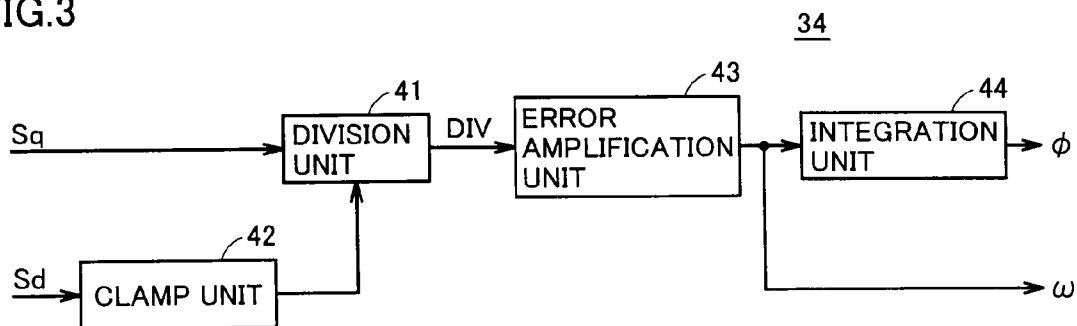 IG.3
34
41
43
44
Sq
DIVISION
UNIT
DIV
ERROR
AMPLIFICATION
UNIT
INTEGRATION
UNIT
ϕ
42
Sd
CLAMP UNIT
ω